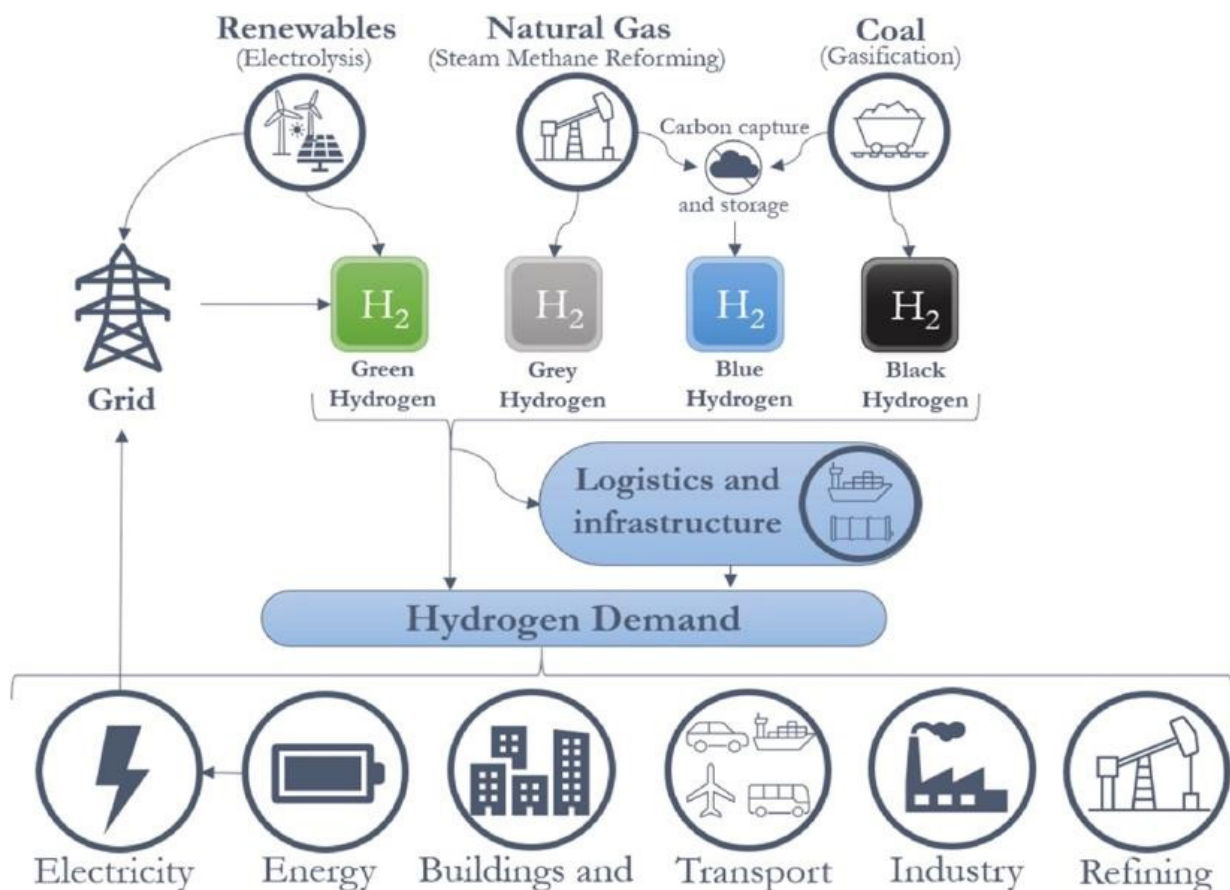 Renewables
(Electrolysis)
Natural Gas
(Steam Methane Reforming)
Coal
(Gasification)
Carbon capture
and storage
H₂
H₂
H₂
H₂
Green
Hydrogen
Grey
Hydrogen
Blue
Hydrogen
Black
Hydrogen
Grid
Logistics and
infrastructure
Hydrogen Demand
Electricity
Energy
Buildings and
Transport
Industry
Refining